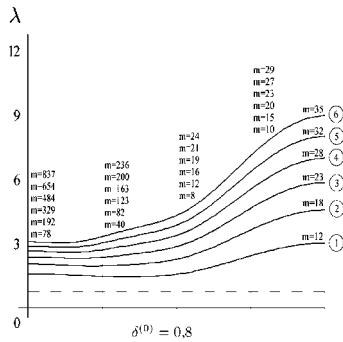 λ
12
9
6
3
0
m=837
m=654
m=484
m=329
m=192
m=78
m=236
m=200
m=163
m=123
m=82
m=40
m=24
m=21
m=19
m=16
m=12
m=8
m=29
m=27
m=23
m=20
m=15
m=10
m=35 6
m=32 5
m=28 4
m=23 3
m=18 2
m=12 1
δ⁽⁰⁾ = 0,8